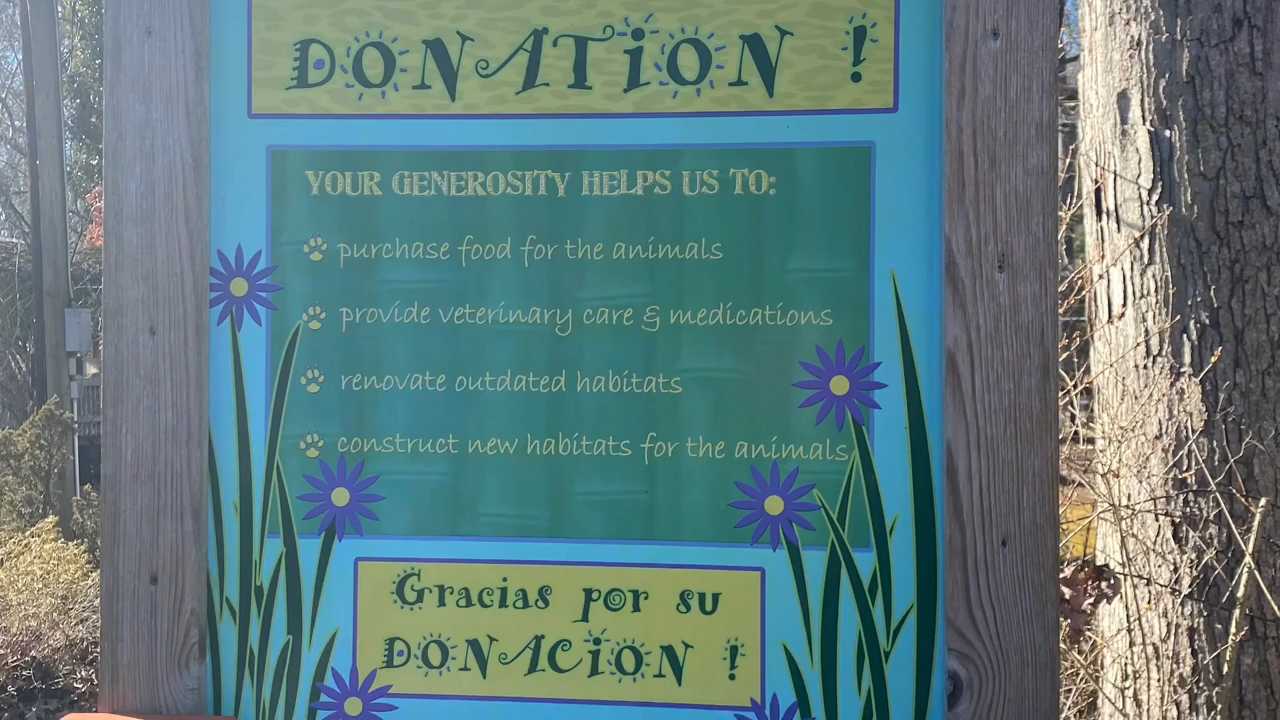 DONATION !
YOUR GENEROSITY HELPS US TO:
purchase food for the animals
provide veterinary care & medications
renovate outdated habitats
construct new habitats for the animals
Gracias por su
DONACION !